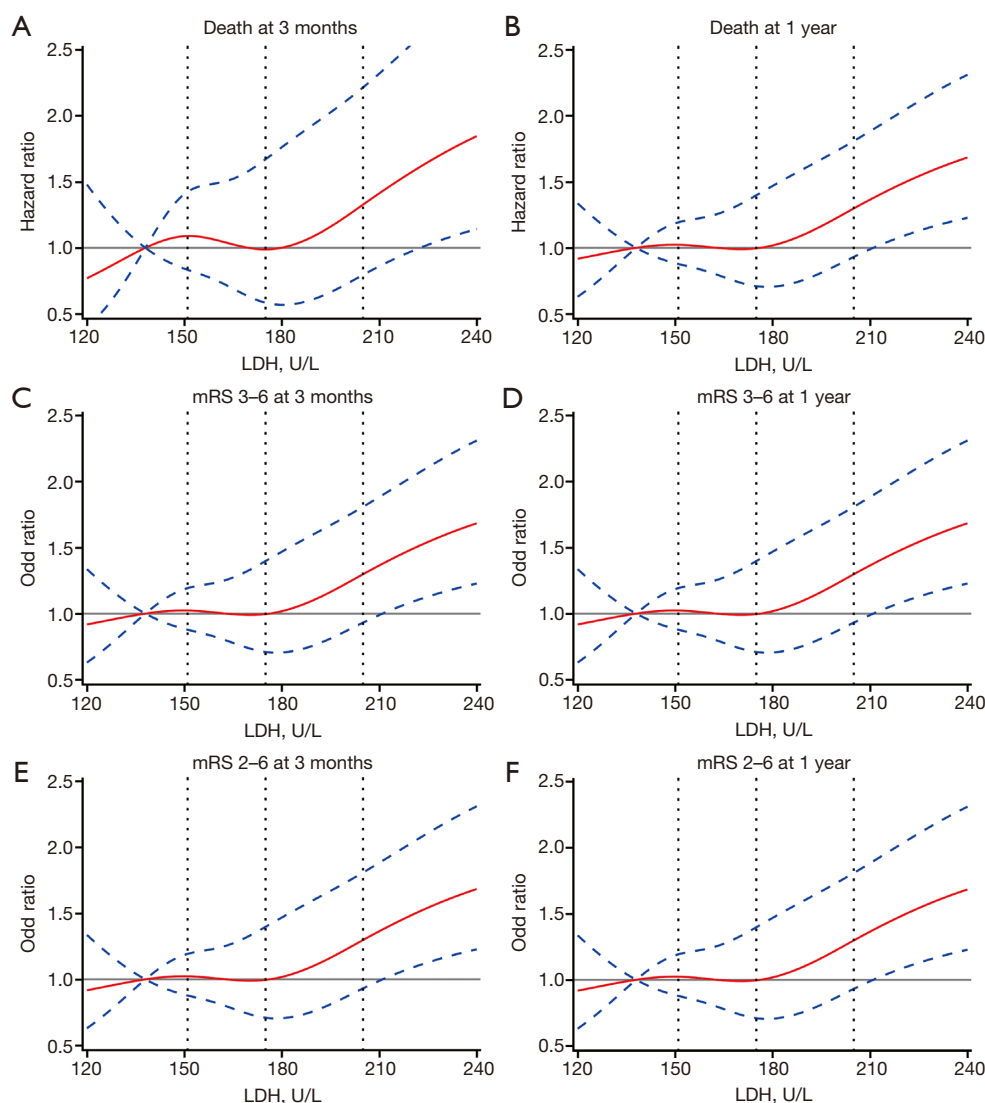 A
Death at 3 months
Hazard ratio
2.5
2.0
1.5
1.0
0.5
120 150 180 210 240
LDH, U/L
B
Death at 1 year
Hazard ratio
2.5
2.0
1.5
1.0
0.5
120 150 180 210 240
LDH, U/L
C
mRS 3–6 at 3 months
Odd ratio
2.5
2.0
1.5
1.0
0.5
120 150 180 210 240
LDH, U/L
D
mRS 3–6 at 1 year
Odd ratio
2.5
2.0
1.5
1.0
0.5
120 150 180 210 240
LDH, U/L
E
mRS 2–6 at 3 months
Odd ratio
2.5
2.0
1.5
1.0
0.5
120 150 180 210 240
LDH, U/L
F
mRS 2–6 at 1 year
Odd ratio
2.5
2.0
1.5
1.0
0.5
120 150 180 210 240
LDH, U/L